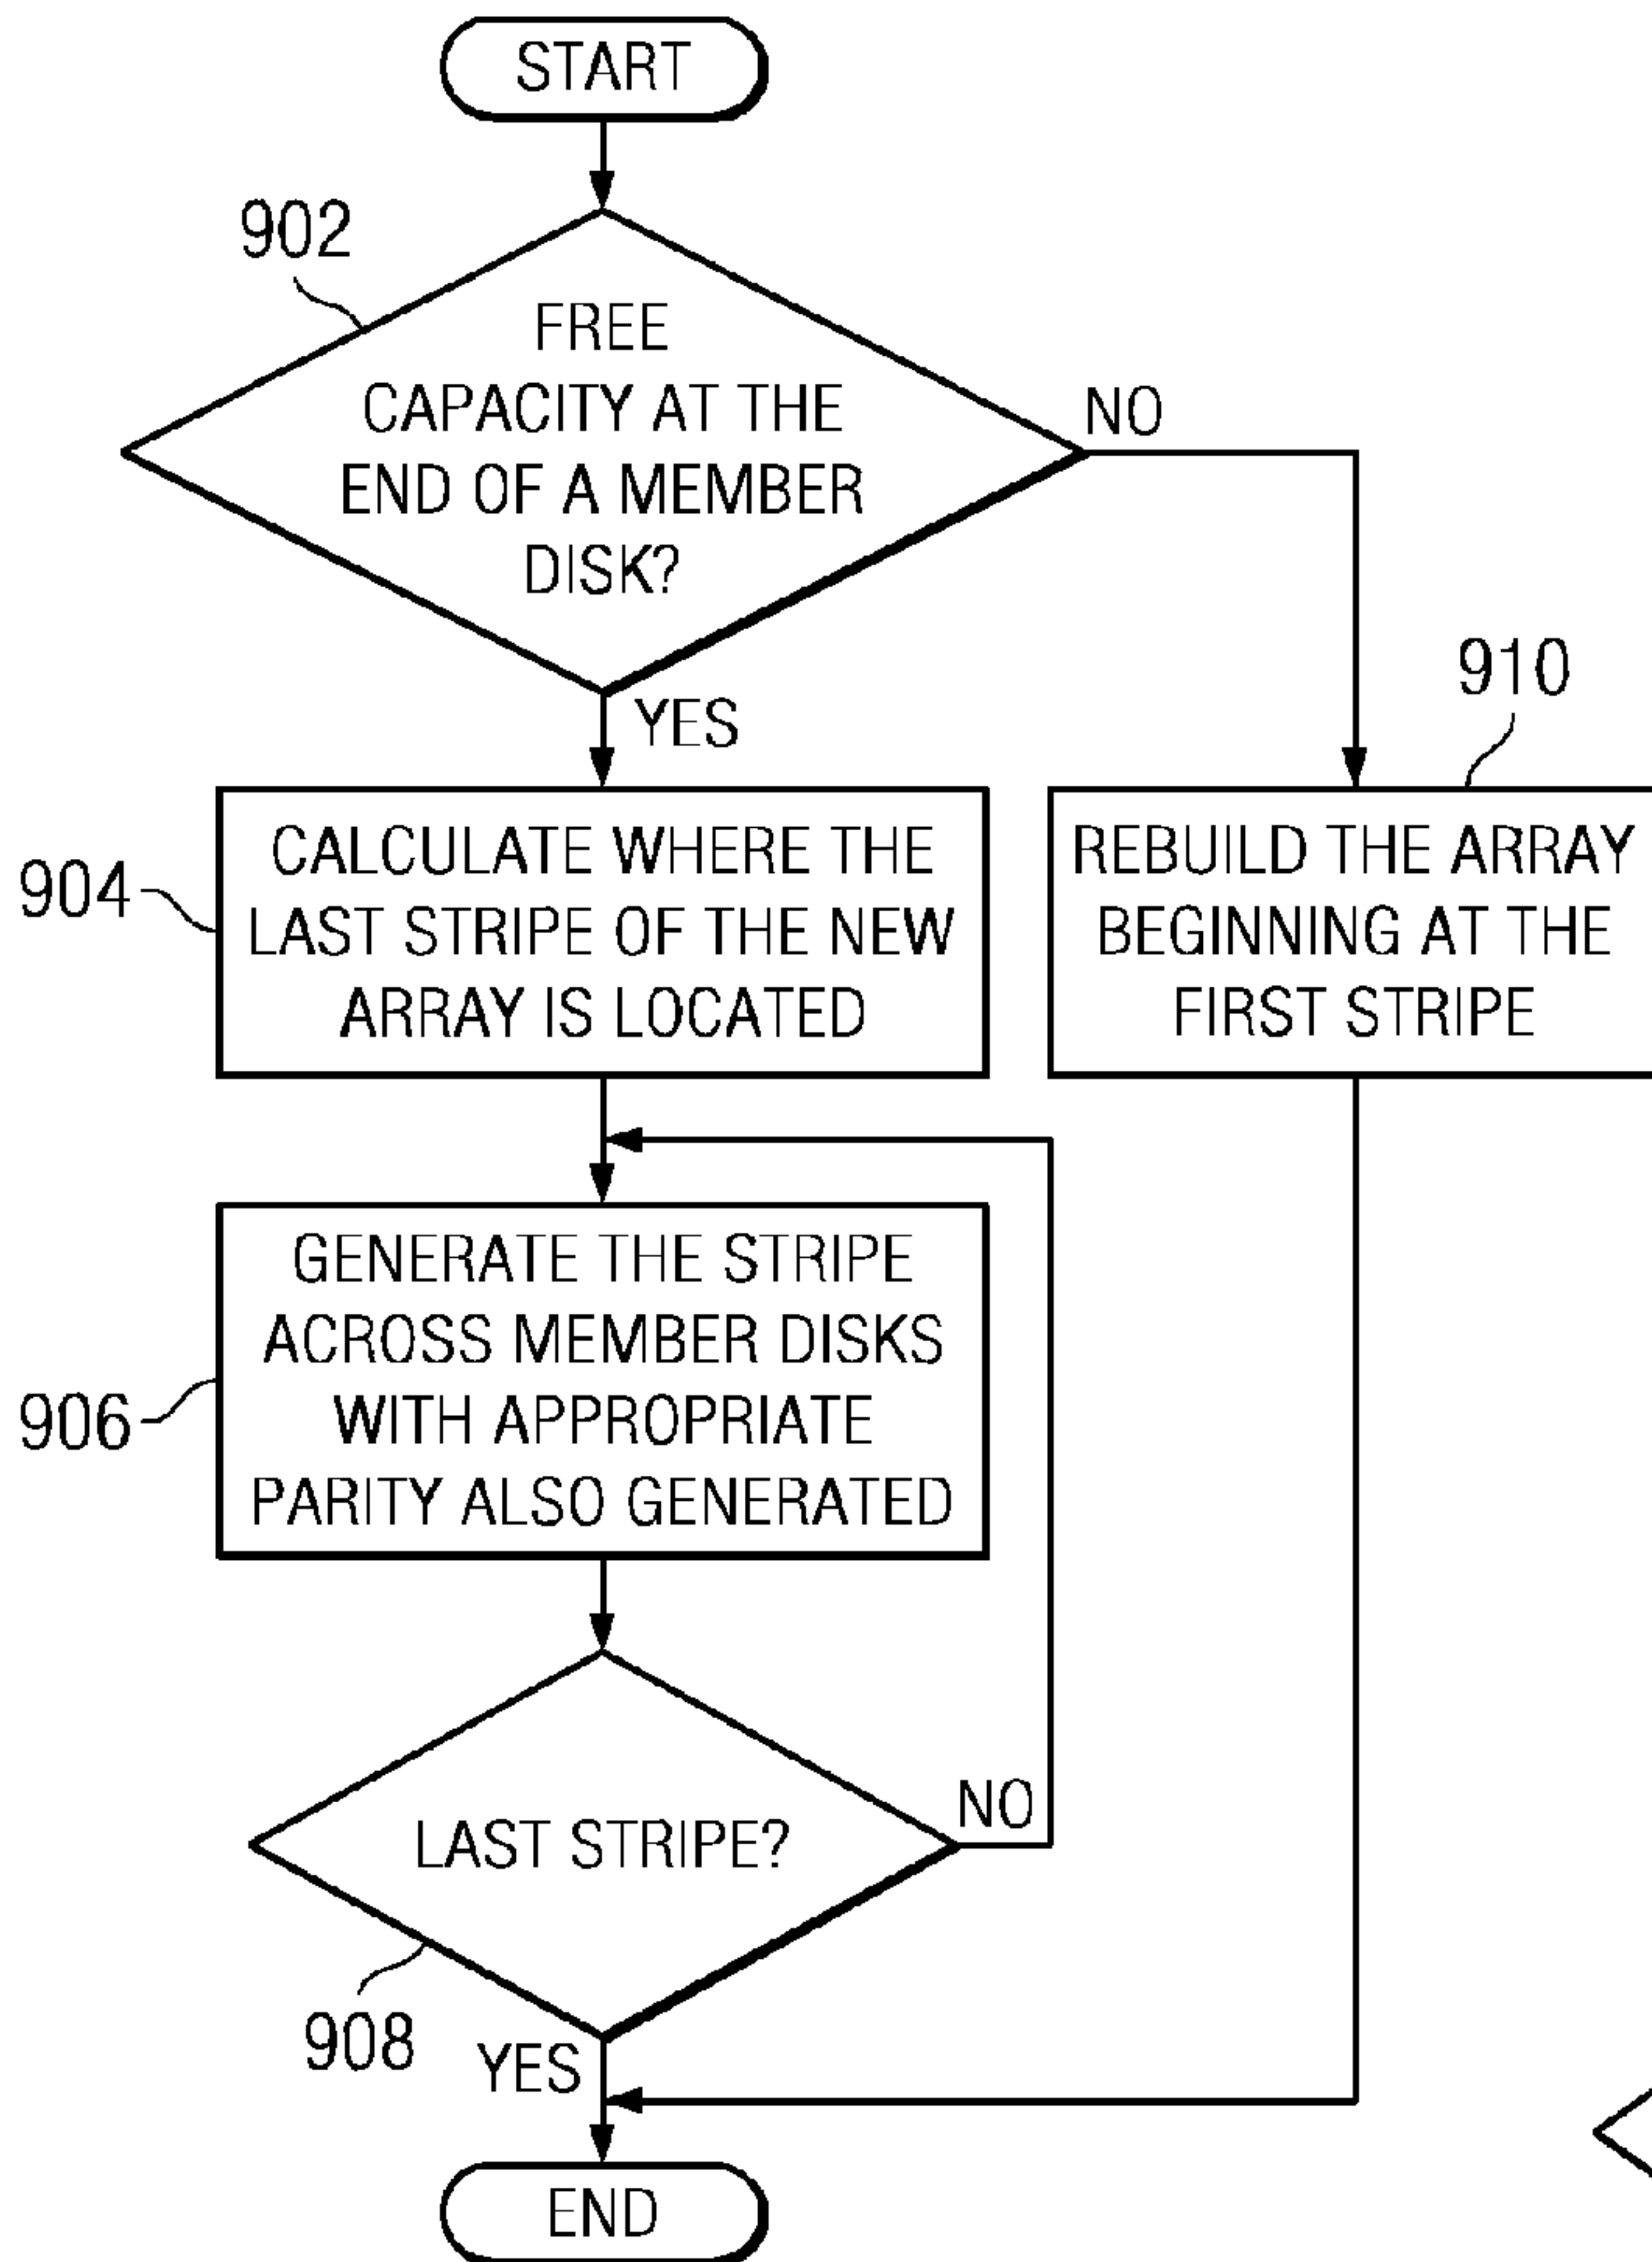 START
902
FREE
CAPACITY AT THE
END OF A MEMBER
DISK?
NO
YES
910
904
CALCULATE WHERE THE
LAST STRIPE OF THE NEW
ARRAY IS LOCATED
REBUILD THE ARRAY
BEGINNING AT THE
FIRST STRIPE
906
GENERATE THE STRIPE
ACROSS MEMBER DISKS
WITH APPROPRIATE
PARITY ALSO GENERATED
LAST STRIPE?
NO
908
YES
END